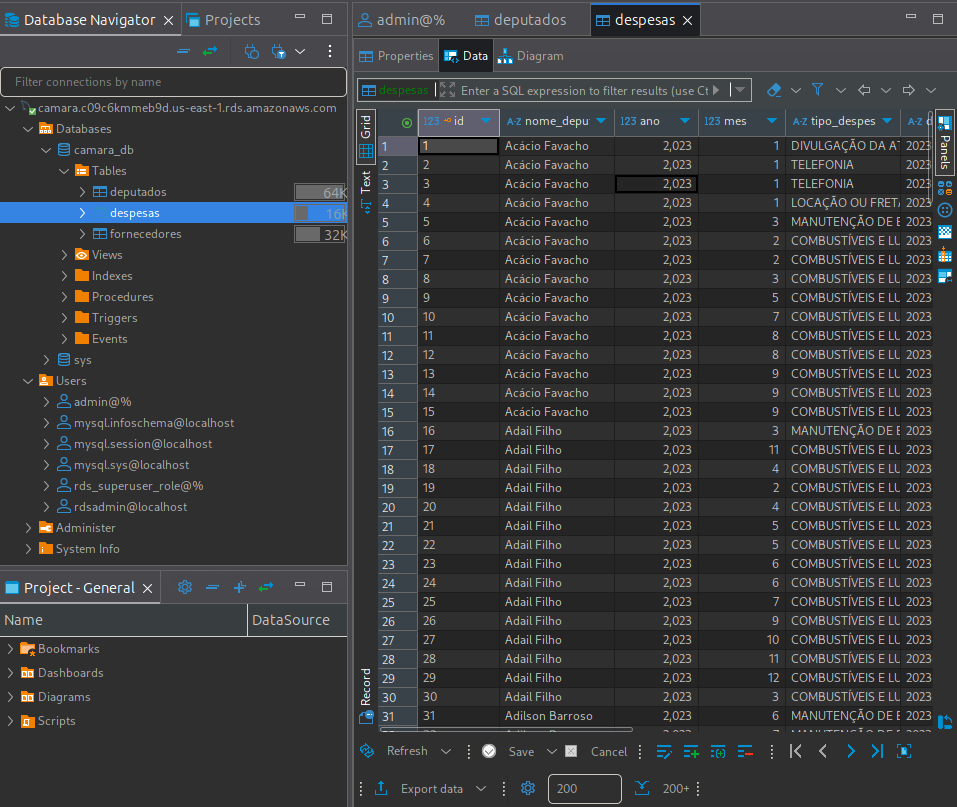 Database Navigator
Projects
Filter connections by name
camara.c09c6kmmeb9d.us-east-1.rds.amazonaws.com
Databases
camara_db
Tables
deputados 64K
despesas 16K
fornecedores 32K
Views
Indexes
Procedures
Triggers
Events
sys
Users
admin@%
mysql.infoschema@localhost
mysql.session@localhost
mysql.sys@localhost
rds_superuser_role@%
rdsadmin@localhost
Administer
System Info
Project - General
Name DataSource
Bookmarks
Dashboards
Diagrams
Scripts
admin@% deputados despesas
Properties Data Diagram
despesas Enter a SQL expression to filter results (use Ct
Grid
Text
Record
Panels
123 id A-Z nome_depu 123 ano 123 mes A-Z tipo_despes A-Z d
1 1 Acácio Favacho 2,023 1 DIVULGAÇÃO DA AT 2023
2 2 Acácio Favacho 2,023 1 TELEFONIA 2023
3 3 Acácio Favacho 2,023 1 TELEFONIA 2023
4 4 Acácio Favacho 2,023 1 LOCAÇÃO OU FRETA 2023
5 5 Acácio Favacho 2,023 3 MANUTENÇÃO DE E 2023
6 6 Acácio Favacho 2,023 2 COMBUSTÍVEIS E LU 2023
7 7 Acácio Favacho 2,023 2 COMBUSTÍVEIS E LU 2023
8 8 Acácio Favacho 2,023 3 COMBUSTÍVEIS E LU 2023
9 9 Acácio Favacho 2,023 5 COMBUSTÍVEIS E LU 2023
10 10 Acácio Favacho 2,023 7 COMBUSTÍVEIS E LU 2023
11 11 Acácio Favacho 2,023 8 COMBUSTÍVEIS E LU 2023
12 12 Acácio Favacho 2,023 8 COMBUSTÍVEIS E LU 2023
13 13 Acácio Favacho 2,023 9 COMBUSTÍVEIS E LU 2023
14 14 Acácio Favacho 2,023 9 COMBUSTÍVEIS E LU 2023
15 15 Acácio Favacho 2,023 9 COMBUSTÍVEIS E LU 2023
16 16 Adail Filho 2,023 3 MANUTENÇÃO DE E 2023
17 17 Adail Filho 2,023 11 COMBUSTÍVEIS E LU 2023
18 18 Adail Filho 2,023 4 COMBUSTÍVEIS E LU 2023
19 19 Adail Filho 2,023 2 COMBUSTÍVEIS E LU 2023
20 20 Adail Filho 2,023 4 COMBUSTÍVEIS E LU 2023
21 21 Adail Filho 2,023 5 COMBUSTÍVEIS E LU 2023
22 22 Adail Filho 2,023 5 COMBUSTÍVEIS E LU 2023
23 23 Adail Filho 2,023 6 COMBUSTÍVEIS E LU 2023
24 24 Adail Filho 2,023 6 COMBUSTÍVEIS E LU 2023
25 25 Adail Filho 2,023 7 COMBUSTÍVEIS E LU 2023
26 26 Adail Filho 2,023 9 COMBUSTÍVEIS E LU 2023
27 27 Adail Filho 2,023 10 COMBUSTÍVEIS E LU 2023
28 28 Adail Filho 2,023 11 COMBUSTÍVEIS E LU 2023
29 29 Adail Filho 2,023 12 COMBUSTÍVEIS E LU 2023
30 30 Adail Filho 2,023 3 COMBUSTÍVEIS E LU 2023
31 31 Adilson Barroso 2,023 6 MANUTENÇÃO DE E 2023
Refresh Save Cancel
Export data 200 200+